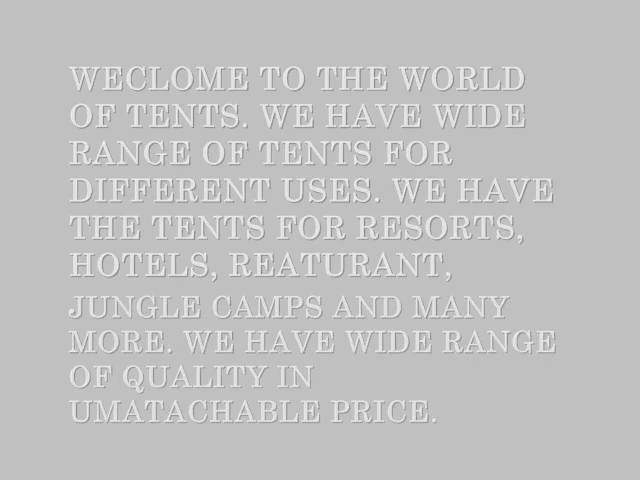 WECLOME TO THE WORLD
OF TENTS. WE HAVE WIDE
RANGE OF TENTS FOR
DIFFERENT USES. WE HAVE
THE TENTS FOR RESORTS,
HOTELS, REATURANT,
JUNGLE CAMPS AND MANY
MORE. WE HAVE WIDE RANGE
OF QUALITY IN
UMATACHABLE PRICE.